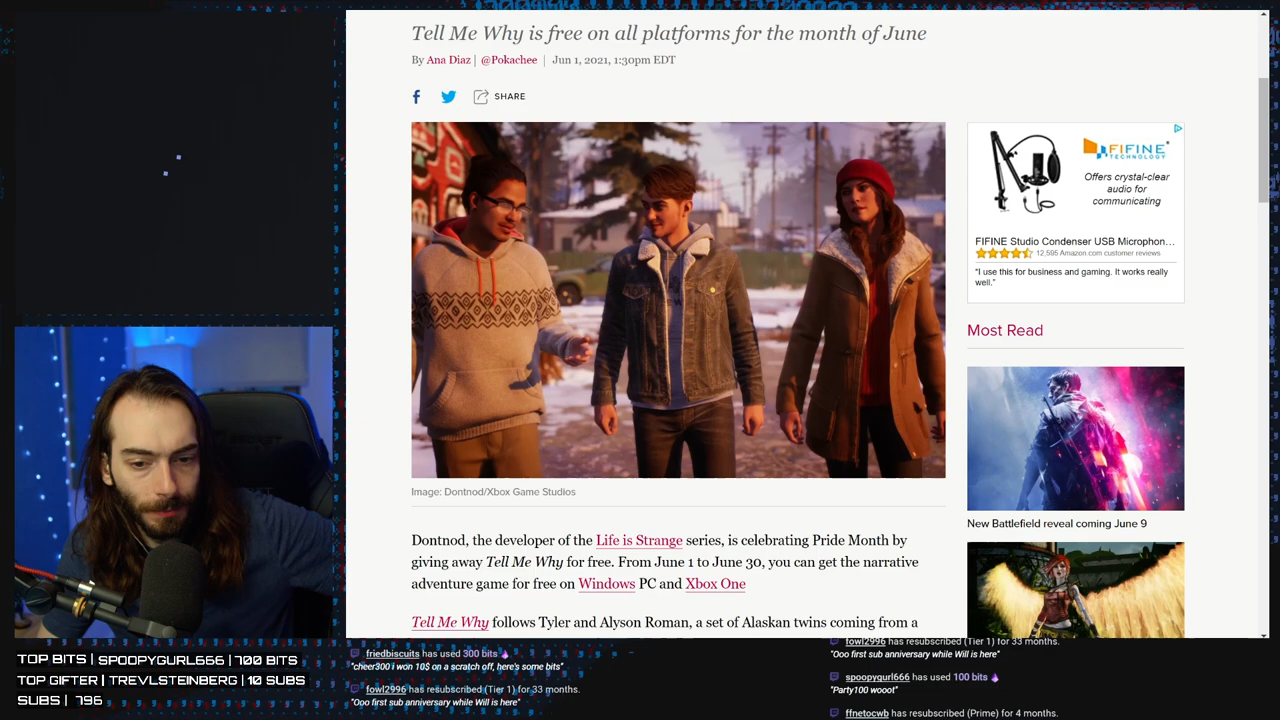 Tell Me Why is free on all platforms for the month of June
By Ana Diaz | @Pokachee | Jun 1, 2021, 1:30pm EDT
SHARE
FIFINE
TECHNOLOGY
Offers crystal-clear
audio for
communicating
FIFINE Studio Condenser USB Microphon...
12,595 Amazon.com customer reviews
"I use this for business and gaming. It works really
well."
Most Read
New Battlefield reveal coming June 9
Image: Dontnod/Xbox Game Studios
Dontnod, the developer of the Life is Strange series, is celebrating Pride Month by
giving away Tell Me Why for free. From June 1 to June 30, you can get the narrative
adventure game for free on Windows PC and Xbox One
Tell Me Why follows Tyler and Alyson Roman, a set of Alaskan twins coming from a
TOP BITS | SPOOPYGURL666 | 700 BITS
TOP GIFTER | TREVLSTEINBERG | 10 SUBS
SUBS | 796
friedbiscuits has used 300 bits
"cheer300 i won 10$ on a scratch off, here's some bits"
fowl2996 has resubscribed (Tier 1) for 33 months.
"Ooo first sub anniversary while Will is here"
fowl2996 has resubscribed (Tier 1) for 33 months.
"Ooo first sub anniversary while Will is here"
spoopygurl666 has used 100 bits
"Party100 wooot"
ffnetocwb has resubscribed (Prime) for 4 months.